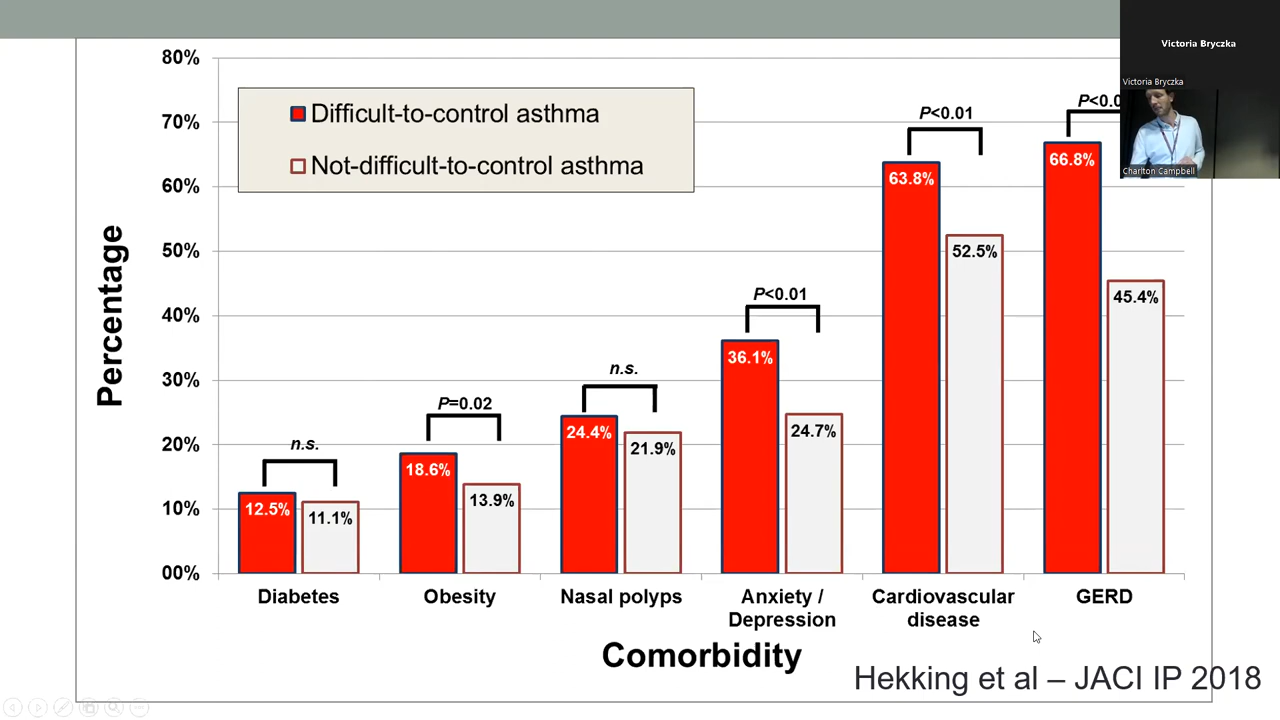 80%
70%
60%
50%
40%
30%
20%
10%
00%
Percentage
Difficult-to-control asthma
Not-difficult-to-control asthma
n.s.
12.5%
11.1%
P=0.02
18.6%
13.9%
n.s.
24.4%
21.9%
P<0.01
36.1%
24.7%
P<0.01
63.8%
52.5%
P<0.0
66.8%
45.4%
Diabetes
Obesity
Nasal polyps
Anxiety /
Depression
Cardiovascular
disease
GERD
Comorbidity
Hekking et al – JACI IP 2018
Victoria Bryczka
Victoria Bryczka
Charlton Campbell